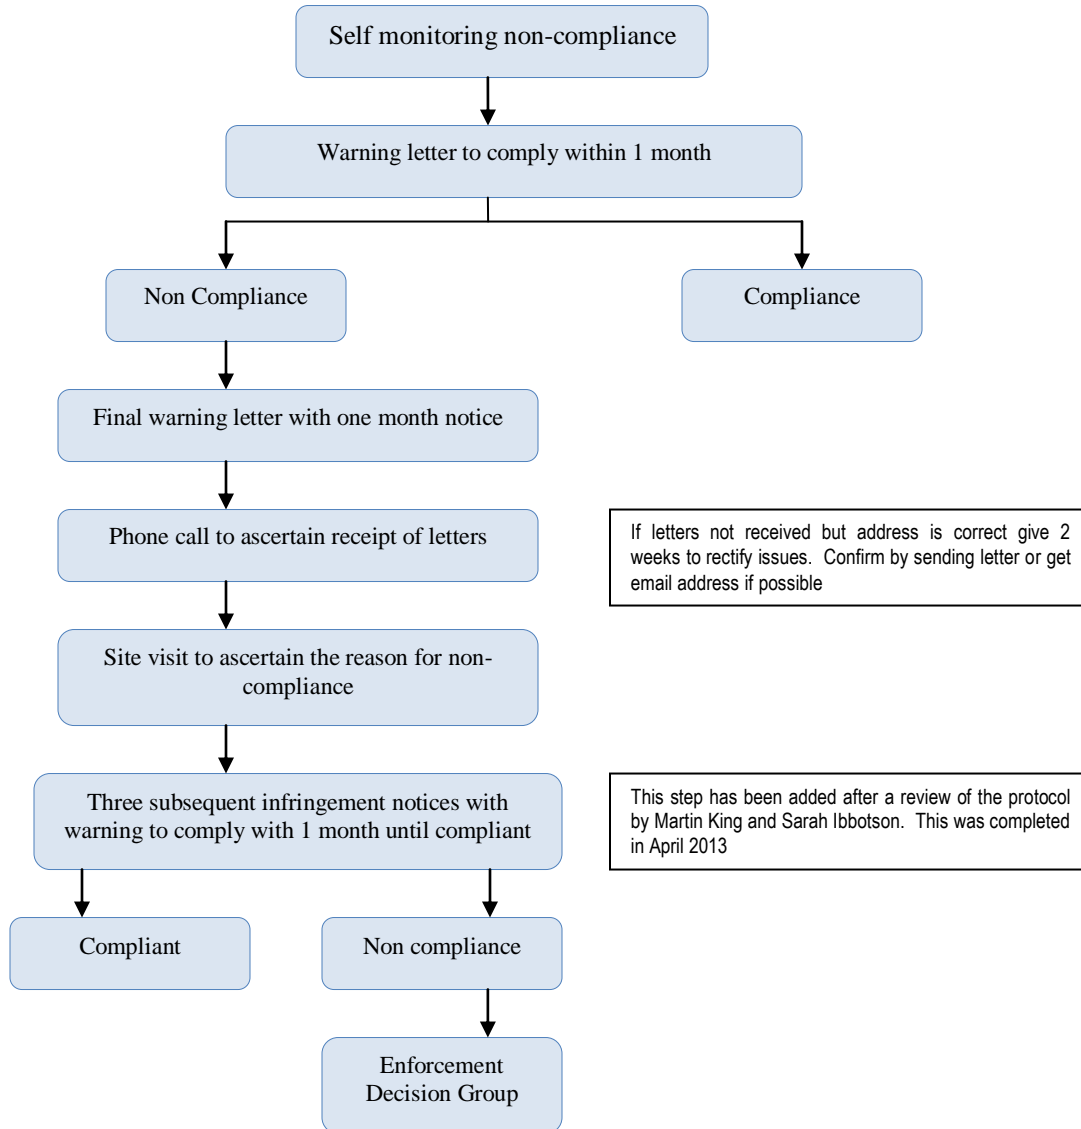 Self monitoring non-compliance
Warning letter to comply within 1 month
Non Compliance
Compliance
Final warning letter with one month notice
Phone call to ascertain receipt of letters
If letters not received but address is correct give 2
weeks to rectify issues. Confirm by sending letter or get
email address if possible
Site visit to ascertain the reason for non-
compliance
Three subsequent infringement notices with
warning to comply with 1 month until compliant
This step has been added after a review of the protocol
by Martin King and Sarah Ibbotson. This was completed
in April 2013
Compliant
Non compliance
Enforcement
Decision Group